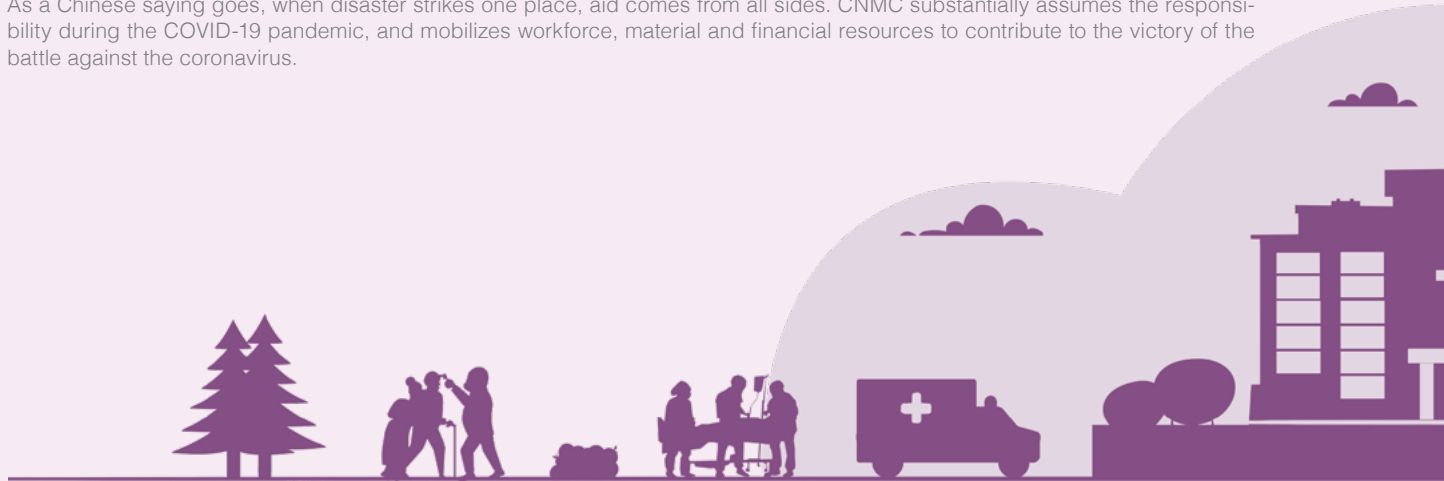 As a Chinese saying goes, when disaster strikes one place, aid comes from all sides. CNMC substantially assumes the responsi-
bility during the COVID-19 pandemic, and mobilizes workforce, material and financial resources to contribute to the victory of the
battle against the coronavirus.